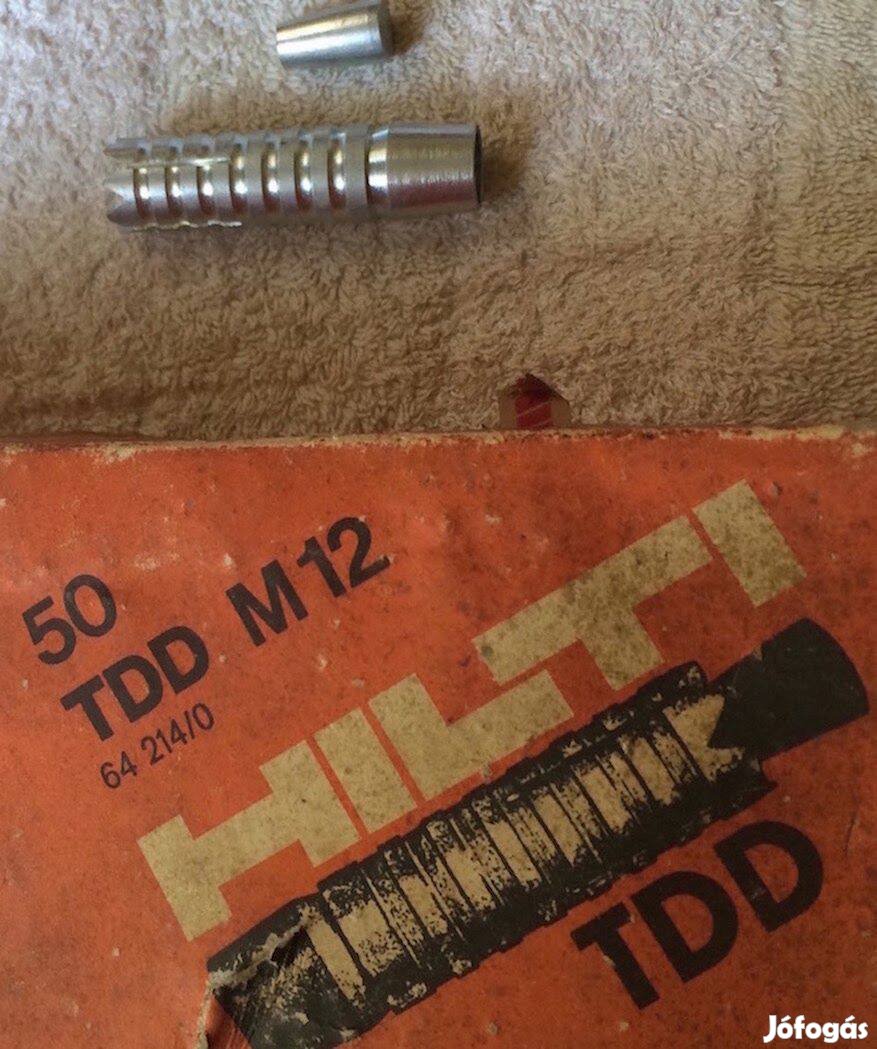 50
TDD M12
64 214/0
HILTI
TDD
Jófogás